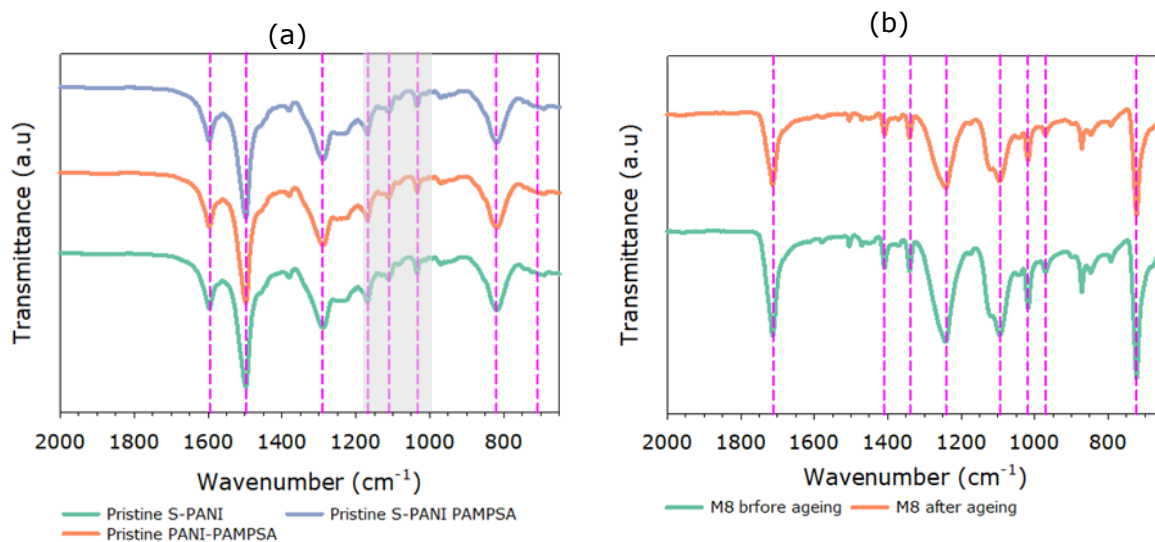 (a)
Transmittance (a.u)
2000 1600 1400 1200 1000 800
Wavenumber (cm⁻¹)
Pristine S-PANI
Pristine S-PANI PAMPSA
Pristine PANI-PAMPSA
(b)
Transmittance (a.u)
2000 1800 1600 1400 1200 1000 800
Wavenumber (cm⁻¹)
M8 brfore ageing
M8 after ageing